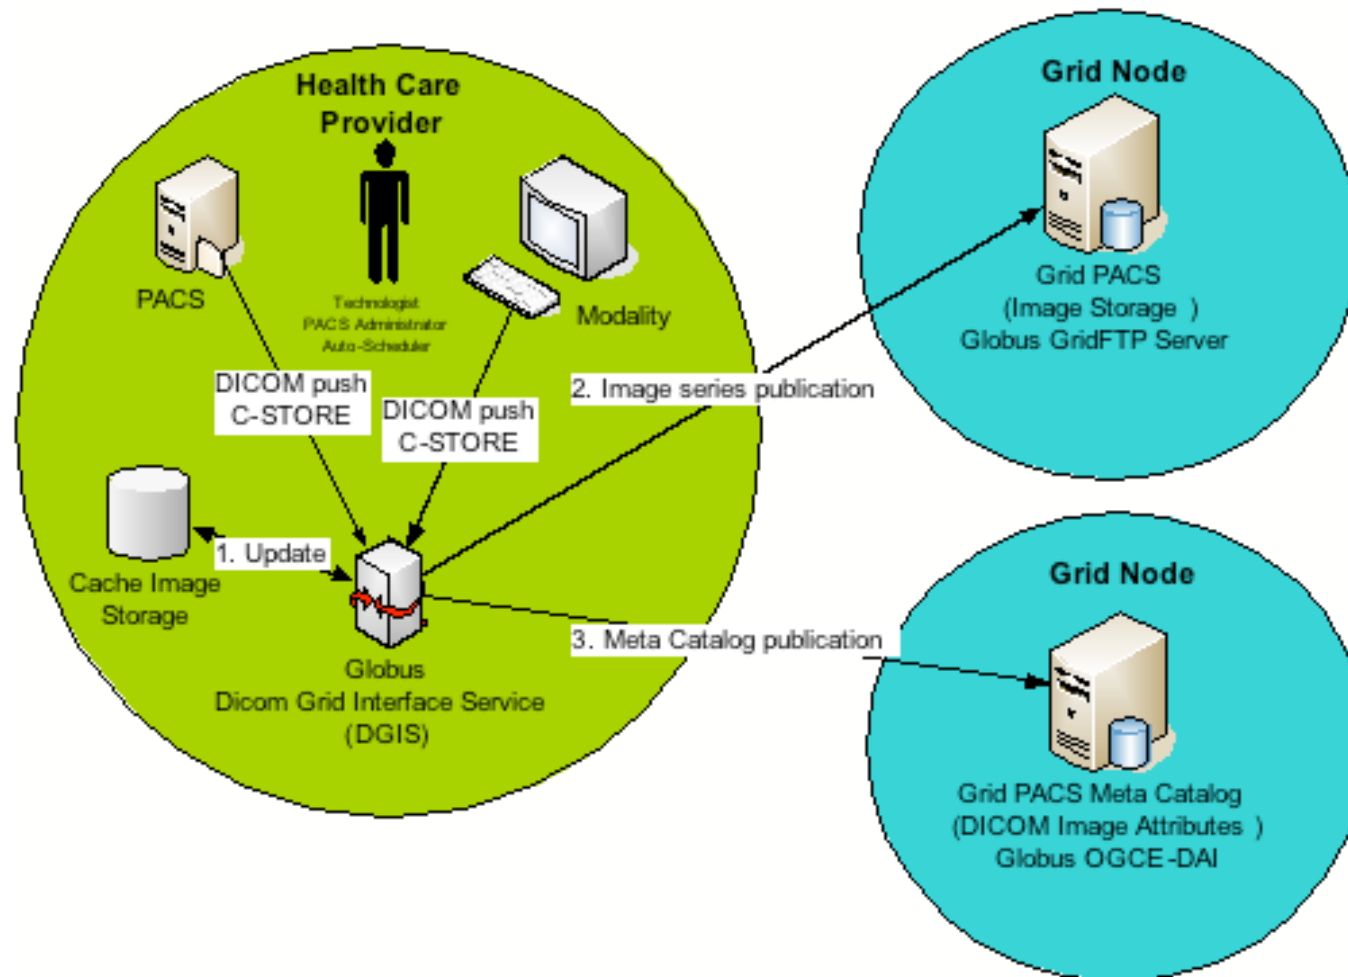 Health Care
Provider
PACS
Technologist
PACS Administrator
Auto-Scheduler
Modality
DICOM push
C-STORE
DICOM push
C-STORE
1. Update
Cache Image
Storage
Globus
Dicom Grid Interface Service
(DGIS)
2. Image series publication
3. Meta Catalog publication
Grid Node
Grid PACS
(Image Storage )
Globus GridFTP Server
Grid Node
Grid PACS Meta Catalog
(DICOM Image Attributes )
Globus OGCE-DAI